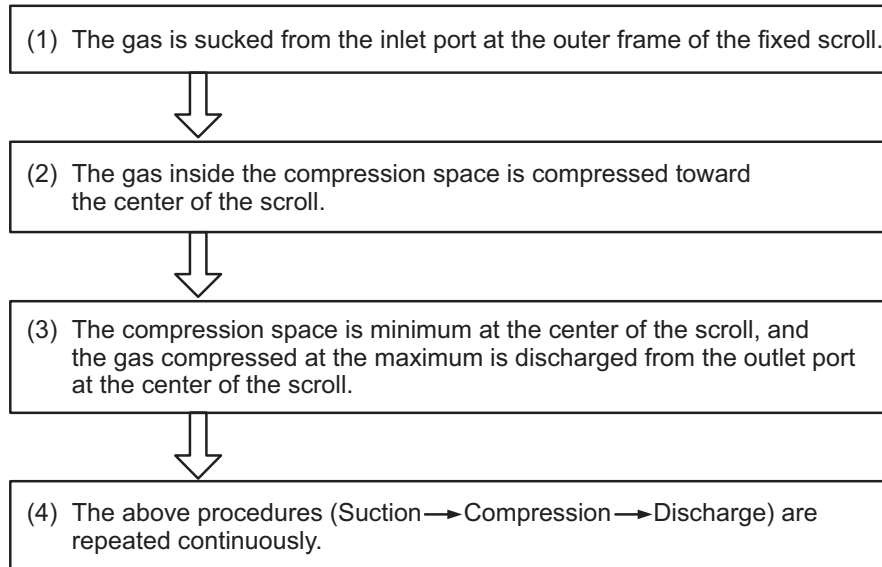 (1) The gas is sucked from the inlet port at the outer frame of the fixed scroll.
(2) The gas inside the compression space is compressed toward
the center of the scroll.
(3) The compression space is minimum at the center of the scroll, and
the gas compressed at the maximum is discharged from the outlet port
at the center of the scroll.
(4) The above procedures (Suction→Compression→Discharge) are
repeated continuously.